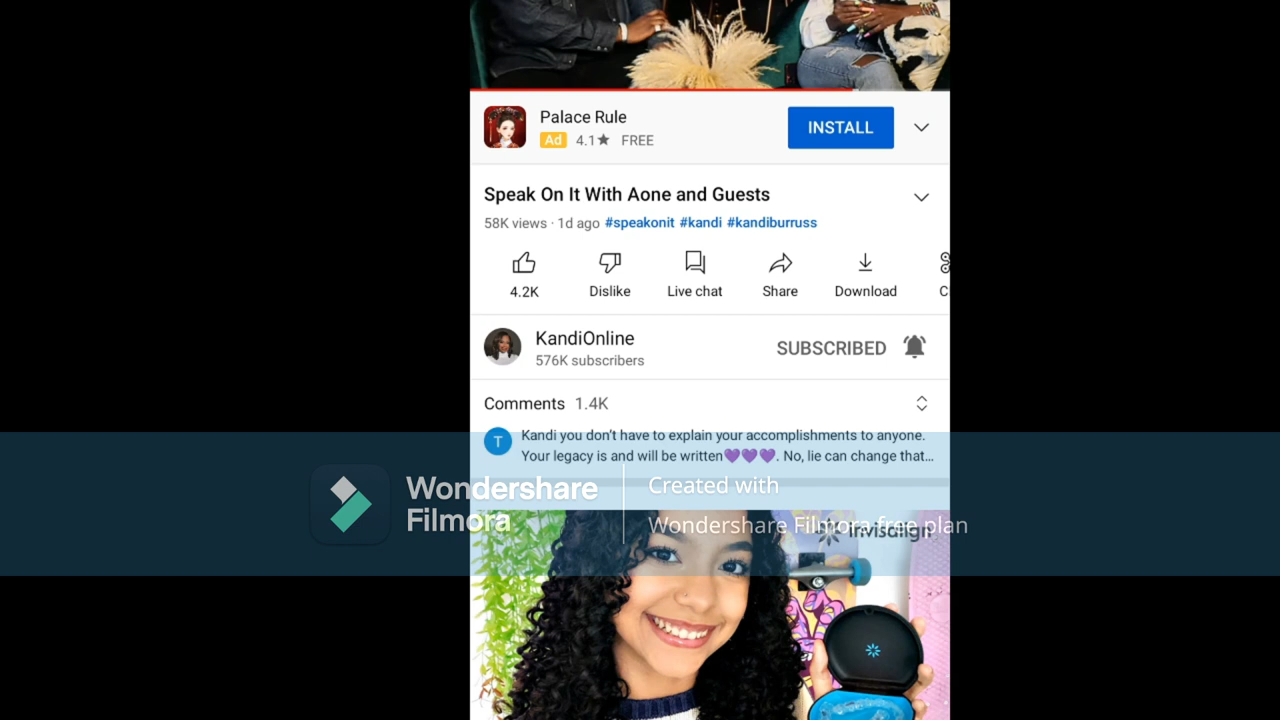 Palace Rule
Ad 4.1★ FREE
INSTALL
Speak On It With Aone and Guests
58K views · 1d ago #speakonit #kandi #kandiburruss
4.2K
Dislike
Live chat
Share
Download
C
KandiOnline
576K subscribers
SUBSCRIBED
Comments 1.4K
T
Kandi you don't have to explain your accomplishments to anyone.
Your legacy is and will be written💜💜💜. No, lie can change that...
Wondershare
Filmora
Created with
Wondershare Filmora free plan
invisalign